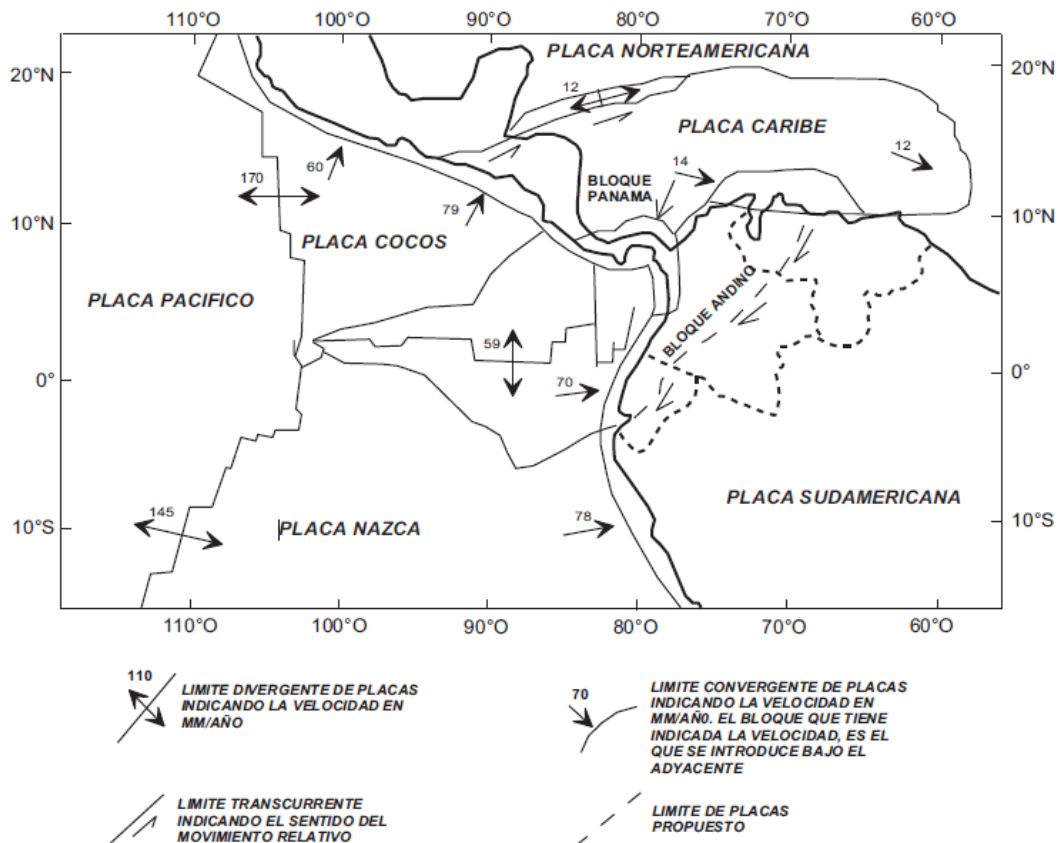 110°O 100°O 90°O 80°O 70°O 60°O
PLACA NORTEAMERICANA
20°N 20°N
12
PLACA CARIBE
12
14
60
BLOQUE
PANAMA
170
79
10°N 10°N
PLACA COCOS
PLACA PACIFICO
BLOQUE ANDINO
59
0° 0°
70
PLACA SUDAMERICANA
145
PLACA NAZCA
78
10°S 10°S
110°O 100°O 90°O 80°O 70°O 60°O
110
LIMITE DIVERGENTE DE PLACAS
INDICANDO LA VELOCIDAD EN
MM/AÑO
70
LIMITE CONVERGENTE DE PLACAS
INDICANDO LA VELOCIDAD EN
MM/AÑ0. EL BLOQUE QUE TIENE
INDICADA LA VELOCIDAD, ES EL
QUE SE INTRODUCE BAJO EL
ADYACENTE
LIMITE TRANSCURRENTE
INDICANDO EL SENTIDO DEL
MOVIMIENTO RELATIVO
LIMITE DE PLACAS
PROPUESTO